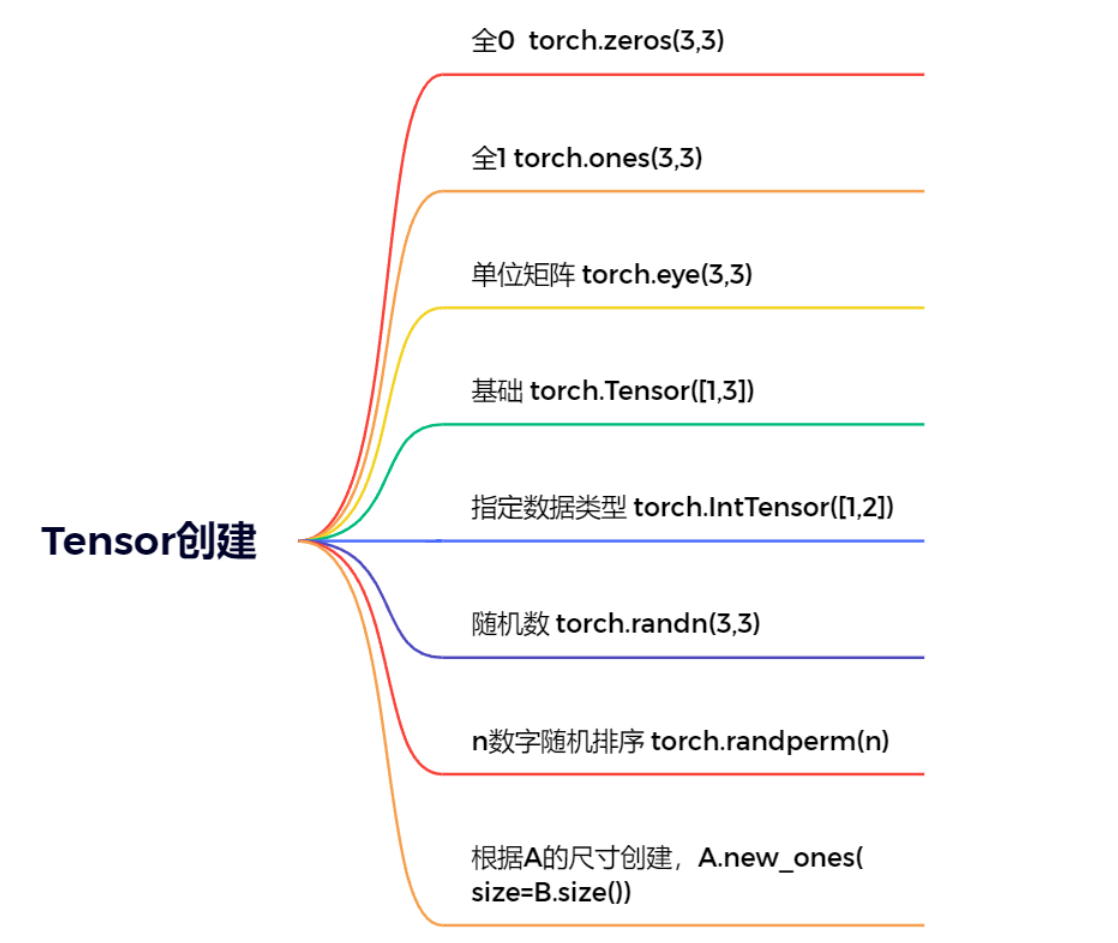 全0  torch.zeros(3,3)
全1 torch.ones(3,3)
单位矩阵 torch.eye(3,3)
基础 torch.Tensor([1,3])
指定数据类型 torch.IntTensor([1,2])
Tensor创建
随机数 torch.randn(3,3)
n数字随机排序 torch.randperm(n)
根据A的尺寸创建，A.new_ones(
size=B.size())